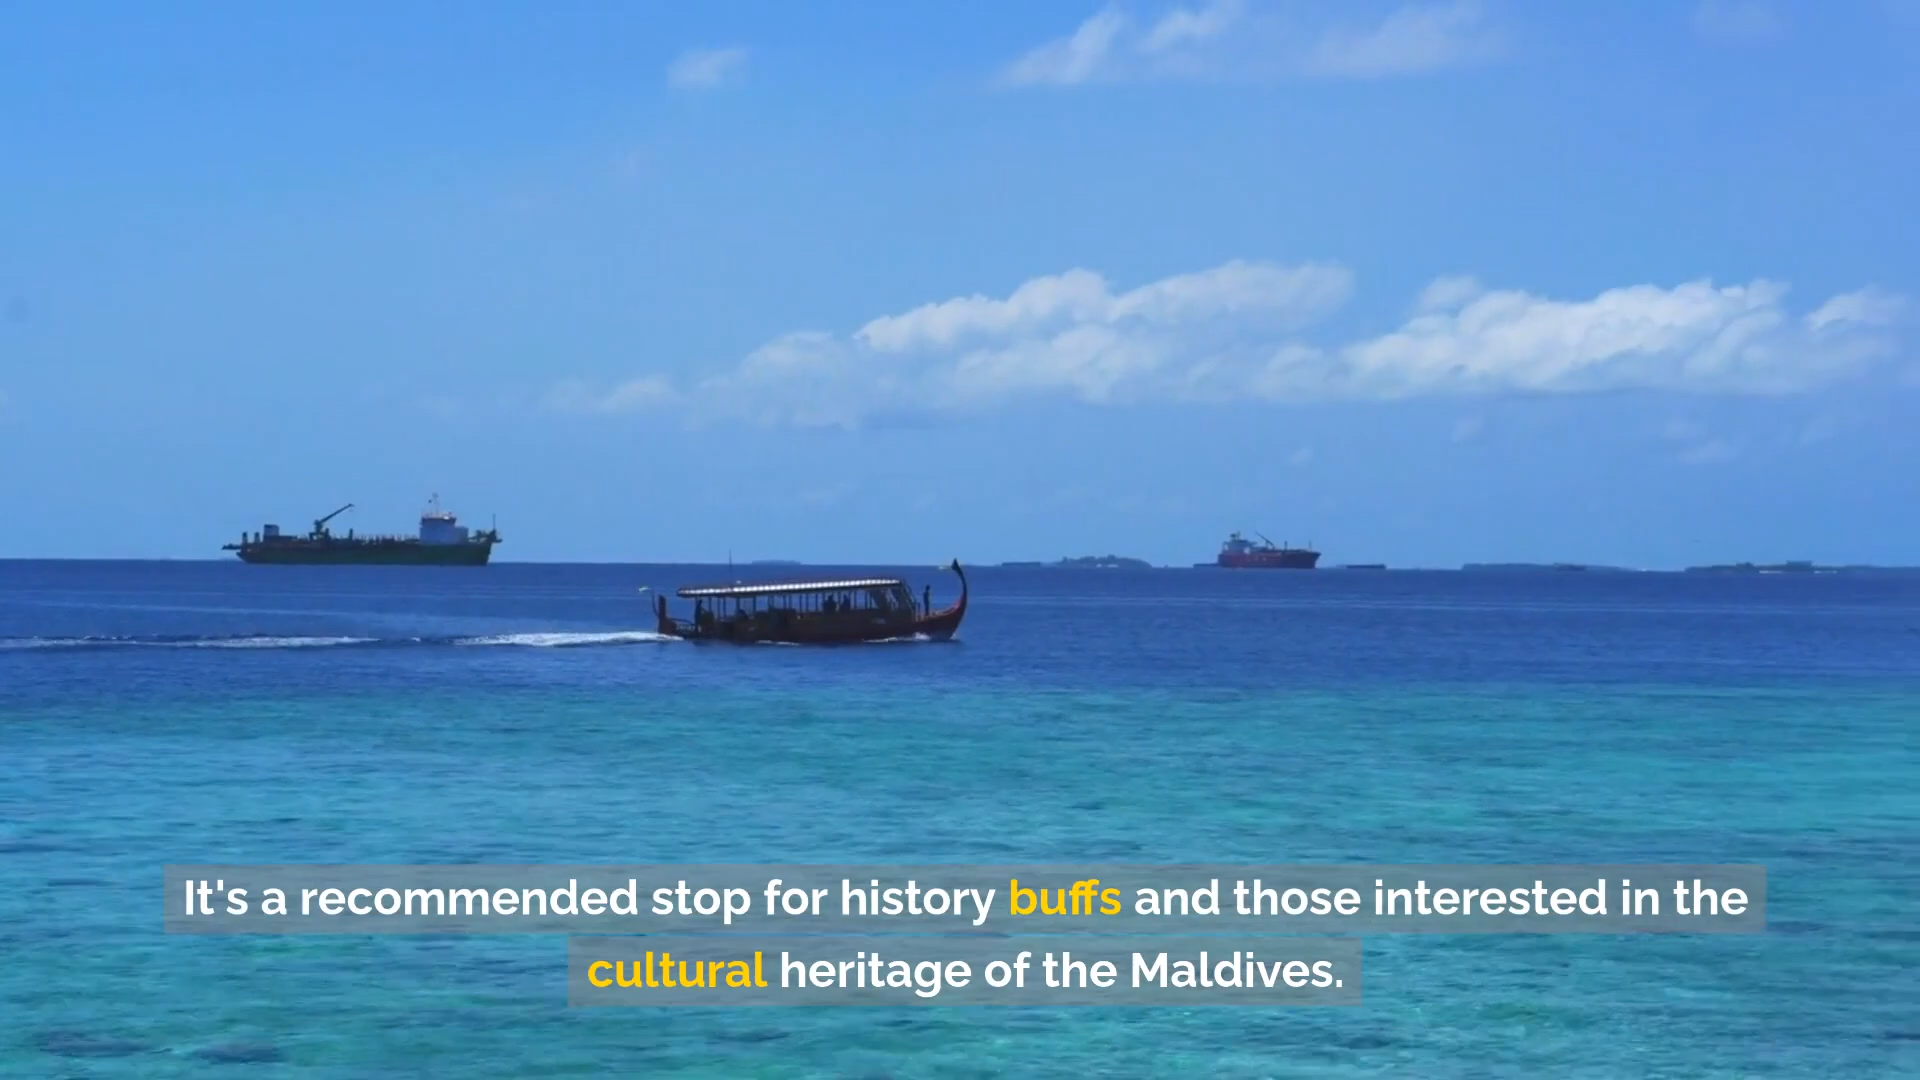 It's a recommended stop for history buffs and those interested in the
cultural heritage of the Maldives.